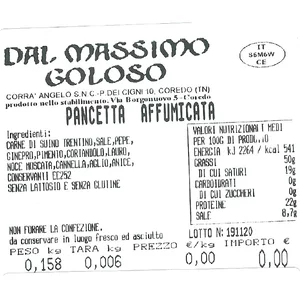 DAL MASSIMO
GOLOSO
IT
S6M6W
CE
CORRA' ANGELO S.N.C.-P.DEI CIGNI 10, COREDO (TN)
prodotto nello stabilimento. Via Borgonuovo 5 -Coredo
PANCETTA AFFUMICATA
Ingredienti:
CARNE DI SUINO TRENTINO,SALE,PEPE,
GINEPRO,PIMENTO,CORIANDOLO,LAURO,
NOCE MOSCATA,CANNELLA,AGLIO,ANICE,
CONSERVANTI EE252
SENZA LATTOSIO E SENZA GLUTINE
VALORI NUTRIZIONALI MEDI
PER 100G DI PRODOTTO
ENERGIA kJ 2264 / kcal 541
GRASSI 50g
DI CUI SATURI 19g
CARBOIDRATI 0g
DI CUI ZUCCHERI 0g
PROTEINE 22g
SALE 8,7g
NON FORARE LA CONFEZIONE.
da conservare in luogo fresco ed asciutto
LOTTO N: 191120
PESO kg TARA kg PREZZO €/kg IMPORTO €
0,158 0,006 0,00 0,00